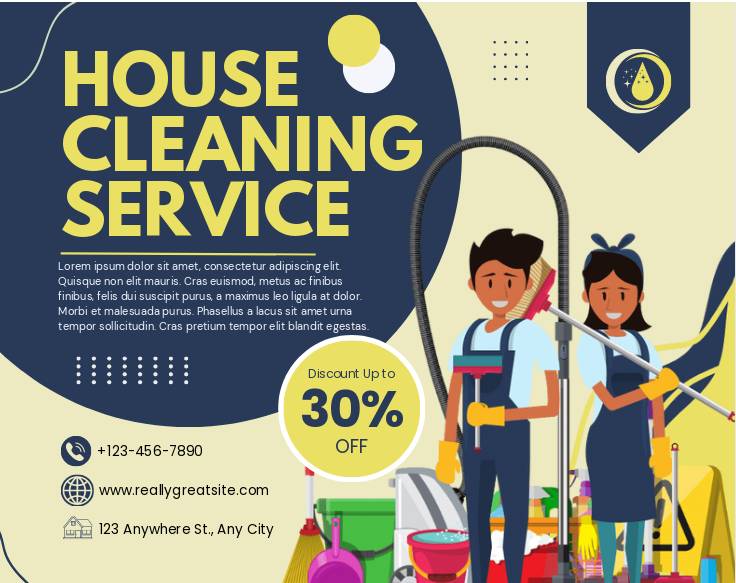 HOUSE
CLEANING
SERVICE
Lorem ipsum dolor sit amet, consectetur adipiscing elit.
Quisque non elit mauris. Cras euismod, metus ac finibus
finibus, felis dui suscipit purus, a maximus leo ligula at dolor.
Morbi et malesuada purus. Phasellus a lacus sit amet urna
tempor sollicitudin. Cras pretium tempor elit blandit egestas.
Discount Up to
30%
OFF
+123-456-7890
www.reallygreatsite.com
123 Anywhere St., Any City